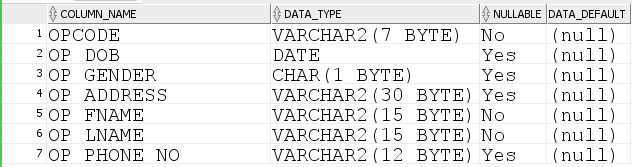 COLUMN_NAME DATA_TYPE NULLABLE DATA_DEFAULT
1 OPCODE VARCHAR2(7 BYTE) No (null)
2 OP DOB DATE Yes (null)
3 OP GENDER CHAR(1 BYTE) Yes (null)
4 OP ADDRESS VARCHAR2(30 BYTE) Yes (null)
5 OP FNAME VARCHAR2(15 BYTE) No (null)
6 OP LNAME VARCHAR2(15 BYTE) No (null)
7 OP PHONE NO VARCHAR2(12 BYTE) Yes (null)